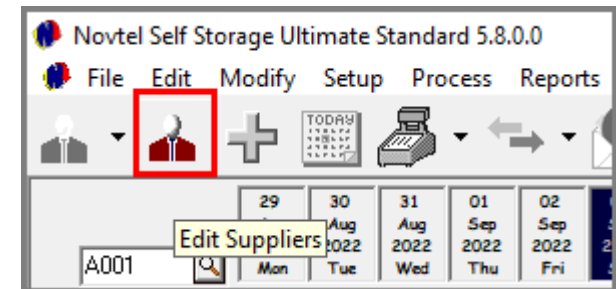 Novtel Self Storage Ultimate Standard 5.8.0.0
File Edit Modify Setup Process Reports
TODAY
29 30 31 01 02
Aug Aug Sep Sep
Edit Suppliers 2022 2022 2022 2022
A001 Mon Tue Wed Thu Fri